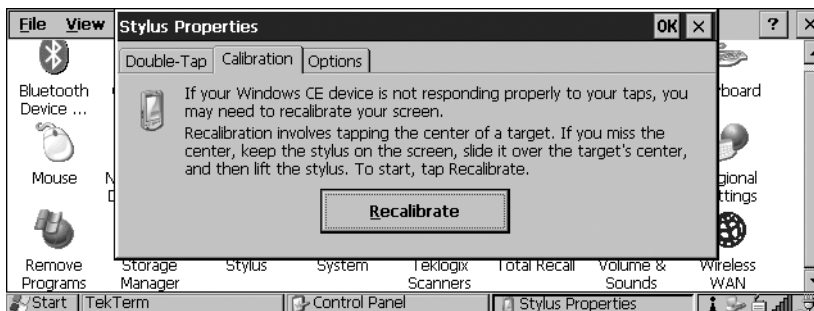 File View
Stylus Properties
OK
?
Double-Tap
Calibration
Options
If your Windows CE device is not responding properly to your taps, you
may need to recalibrate your screen.
Recalibration involves tapping the center of a target. If you miss the
center, keep the stylus on the screen, slide it over the target's center,
and then lift the stylus. To start, tap Recalibrate.
Recalibrate
Bluetooth
Device ...
Mouse
Remove
Programs
Storage
Manager
Stylus
System
Teklogix
Scanners
Total Recall
Volume &
Sounds
Wireless
WAN
Start
TekTerm
Control Panel
Stylus Properties